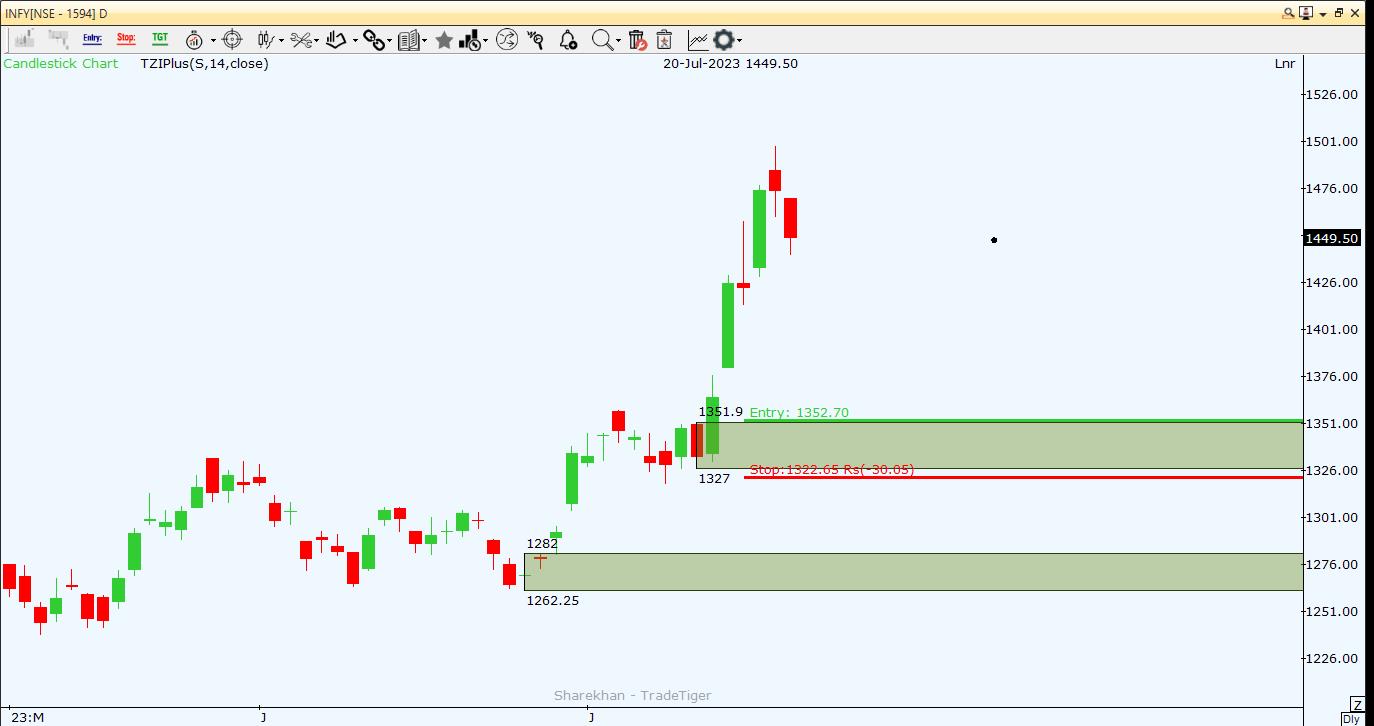 INFY[NSE - 1594] D
Entry: Stop: TGT
Candlestick Chart TZIPlus(S,14,close) 20-Jul-2023 1449.50 Lnr
1526.00
1501.00
1476.00
1449.50
1426.00
1401.00
1376.00
1351.9 Entry: 1352.70
1351.00
Stop:1322.65 Rs(-30.05) 1326.00
1327
1301.00
1282
1276.00
1262.25
1251.00
1226.00
Sharekhan - TradeTiger
Z
23:M J J Dly